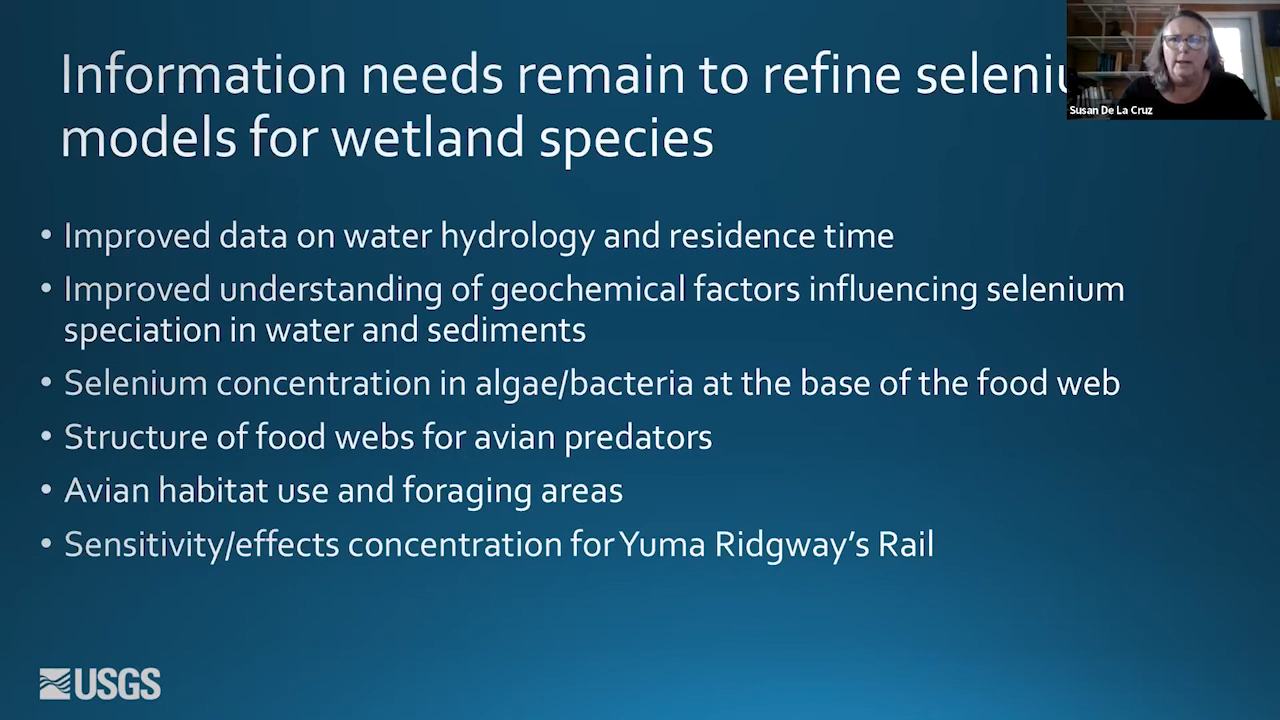 Information needs remain to refine seleniu
models for wetland species
Susan De La Cruz
• Improved data on water hydrology and residence time
• Improved understanding of geochemical factors influencing selenium
speciation in water and sediments
• Selenium concentration in algae/bacteria at the base of the food web
• Structure of food webs for avian predators
• Avian habitat use and foraging areas
• Sensitivity/effects concentration for Yuma Ridgway’s Rail
USGS